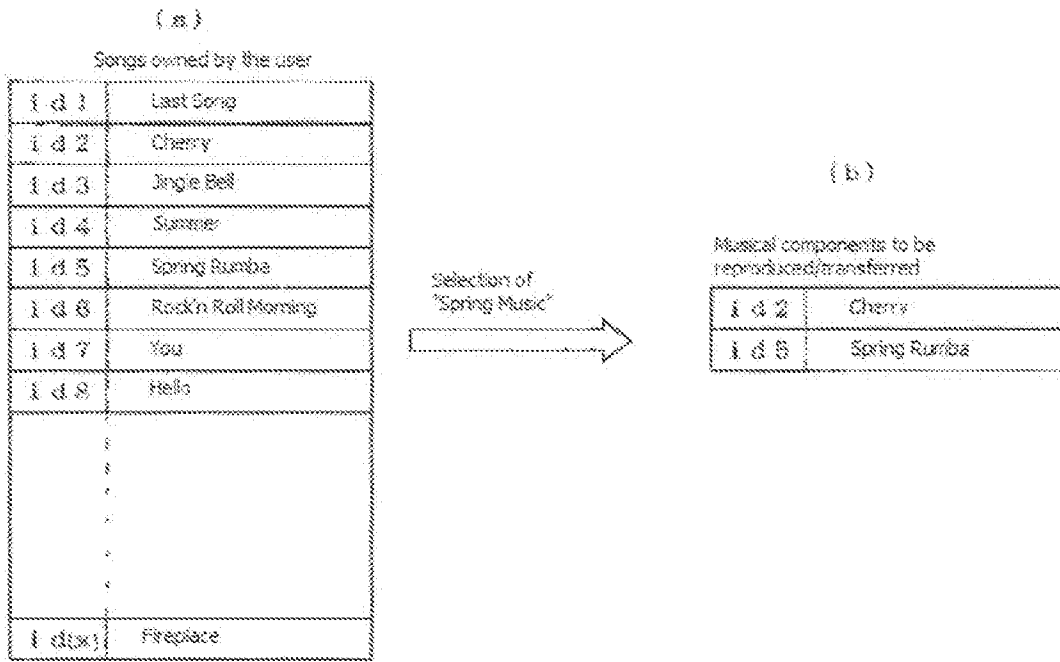 (a)
Songs owned by the user
id1 Last Song
id2 Cherry
id3 Jingle Bell
id4 Summer
id5 Spring Rumba
id6 Rock'n Roll Morning
id7 You
id8 Hello
id(x) Fireplace
Selection of
"Spring Music"
(b)
Musical components to be
reproduced/transferred
id2 Cherry
id5 Spring Rumba